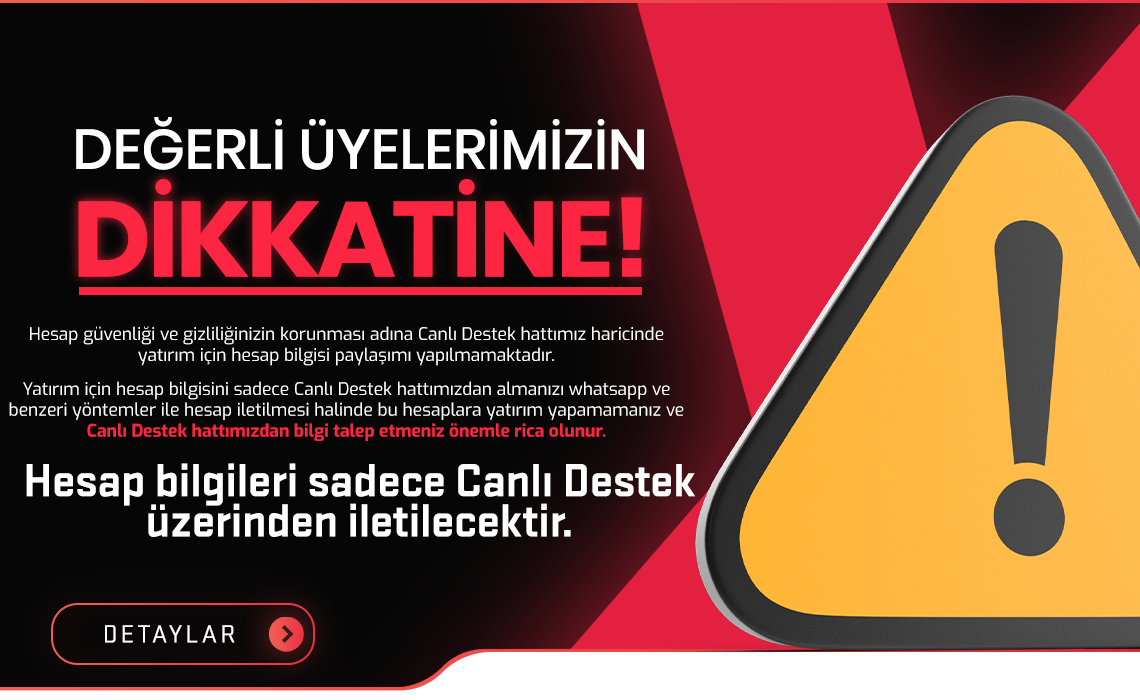 DEĞERLİ ÜYELERİMİZİN
DİKKATİNE!
Hesap güvenliği ve gizliliğinizin korunması adına Canlı Destek hattımız haricinde
yatırım için hesap bilgisi paylaşımı yapılmamaktadır.
Yatırım için hesap bilgisini sadece Canlı Destek hattımızdan almanızı whatsapp ve
benzeri yöntemler ile hesap iletilmesi halinde bu hesaplara yatırım yapamamanız ve
Canlı Destek hattımızdan bilgi talep etmeniz önemle rica olunur.
Hesap bilgileri sadece Canlı Destek
üzerinden iletilecektir.
DETAYLAR